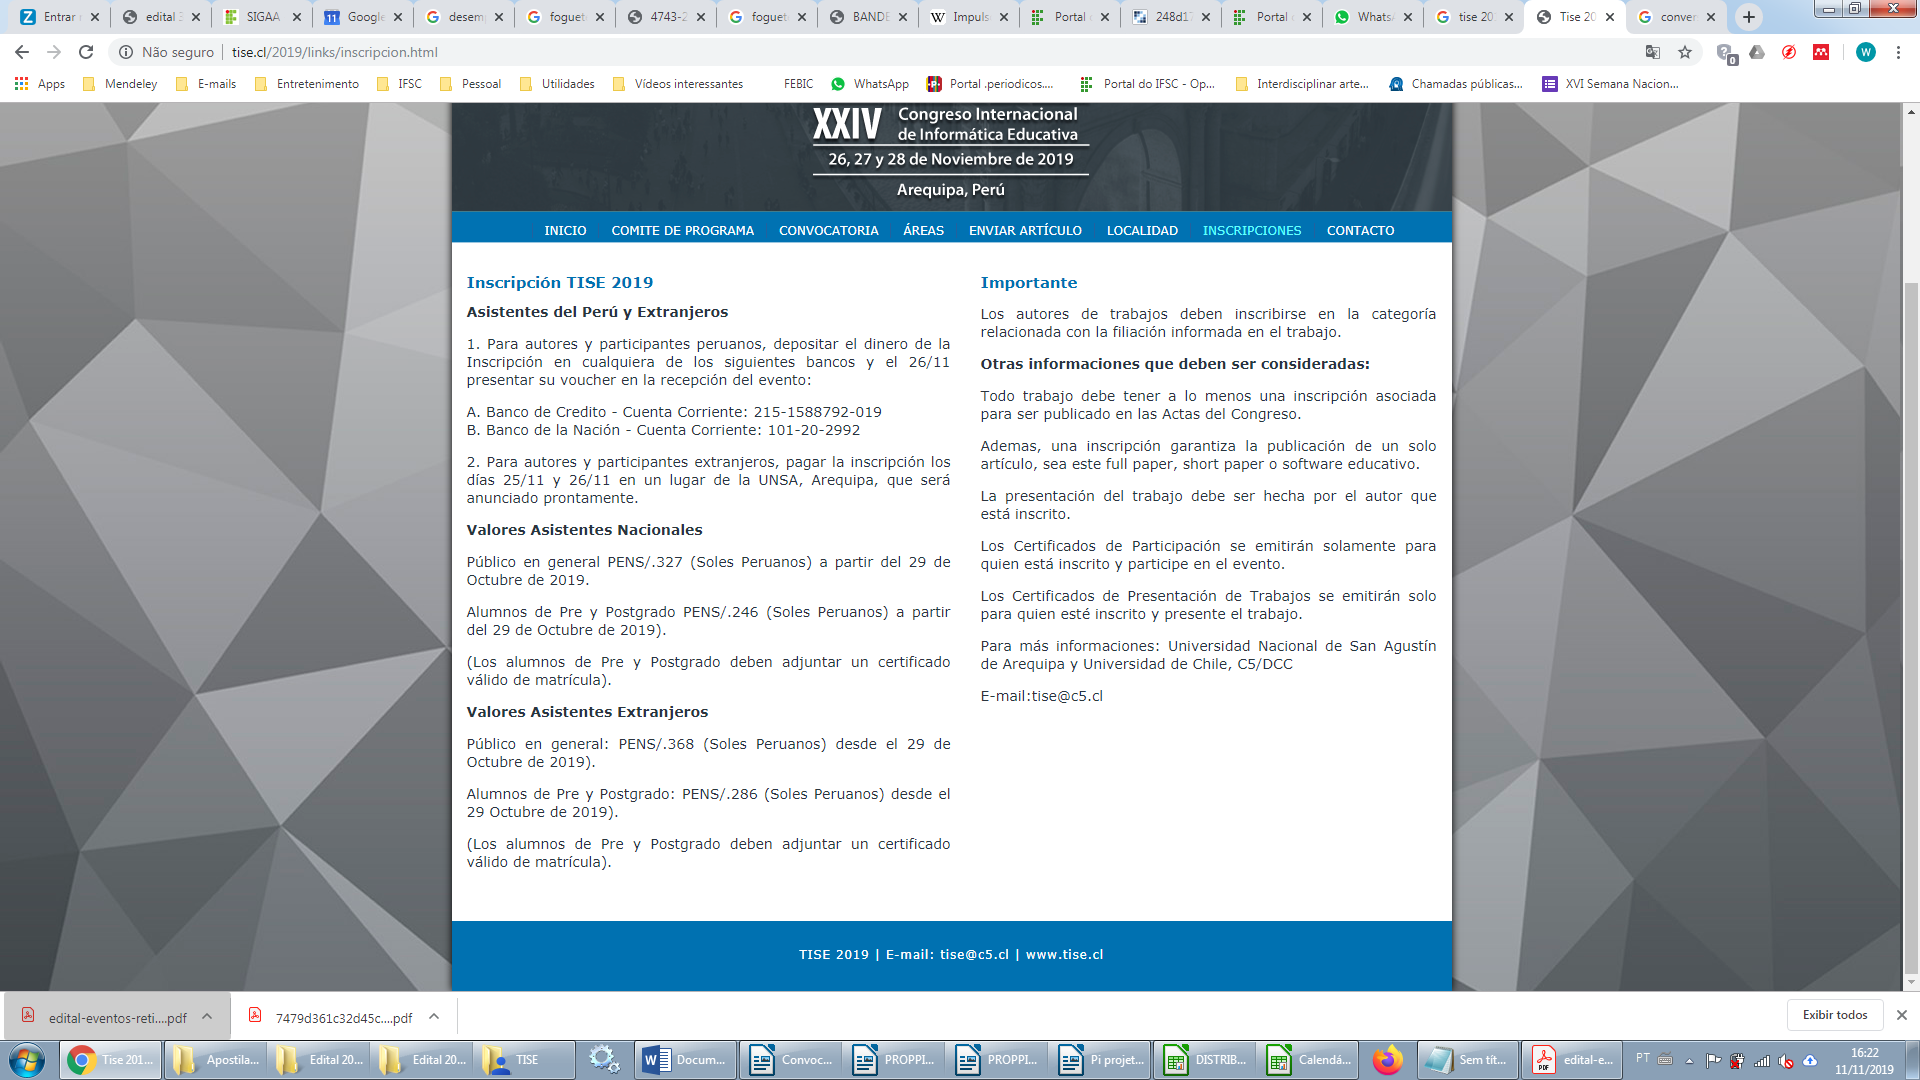 Entrar
edital 3
SIGAA
Google
desem
foguet
4743-2
foguet
BANDE
Impuls
Portal
248d17
Portal
Whats
tise 20
Tise 20
conver
Não seguro | tise.cl/2019/links/inscripcion.html
0
W
Apps Mendeley E-mails Entretenimento IFSC Pessoal Utilidades Vídeos interessantes FEBIC WhatsApp Portal .periodicos.... Portal do IFSC - Op... Interdisciplinar arte... Chamadas públicas... XVI Semana Nacion...
XXIV Congreso Internacional
de Informática Educativa
26, 27 y 28 de Noviembre de 2019
Arequipa, Perú
INICIO COMITE DE PROGRAMA CONVOCATORIA ÁREAS ENVIAR ARTÍCULO LOCALIDAD INSCRIPCIONES CONTACTO
Inscripción TISE 2019
Asistentes del Perú y Extranjeros
1. Para autores y participantes peruanos, depositar el dinero de la
Inscripción en cualquiera de los siguientes bancos y el 26/11
presentar su voucher en la recepción del evento:
A. Banco de Credito - Cuenta Corriente: 215-1588792-019
B. Banco de la Nación - Cuenta Corriente: 101-20-2992
2. Para autores y participantes extranjeros, pagar la inscripción los
días 25/11 y 26/11 en un lugar de la UNSA, Arequipa, que será
anunciado prontamente.
Valores Asistentes Nacionales
Público en general PENS/.327 (Soles Peruanos) a partir del 29 de
Octubre de 2019.
Alumnos de Pre y Postgrado PENS/.246 (Soles Peruanos) a partir
del 29 de Octubre de 2019).
(Los alumnos de Pre y Postgrado deben adjuntar un certificado
válido de matrícula).
Valores Asistentes Extranjeros
Público en general: PENS/.368 (Soles Peruanos) desde el 29 de
Octubre de 2019).
Alumnos de Pre y Postgrado: PENS/.286 (Soles Peruanos) desde el
29 Octubre de 2019).
(Los alumnos de Pre y Postgrado deben adjuntar un certificado
válido de matrícula).
Importante
Los autores de trabajos deben inscribirse en la categoría
relacionada con la filiación informada en el trabajo.
Otras informaciones que deben ser consideradas:
Todo trabajo debe tener a lo menos una inscripción asociada
para ser publicado en las Actas del Congreso.
Ademas, una inscripción garantiza la publicación de un solo
artículo, sea este full paper, short paper o software educativo.
La presentación del trabajo debe ser hecha por el autor que
está inscrito.
Los Certificados de Participación se emitirán solamente para
quien está inscrito y participe en el evento.
Los Certificados de Presentación de Trabajos se emitirán solo
para quien esté inscrito y presente el trabajo.
Para más informaciones: Universidad Nacional de San Agustín
de Arequipa y Universidad de Chile, C5/DCC
E-mail:tise@c5.cl
TISE 2019 | E-mail: tise@c5.cl | www.tise.cl
edital-eventos-reti....pdf
7479d361c32d45c....pdf
Exibir todos
Tise 201... Apostila... Edital 20... Edital 20... TISE Docum... Convoc... PROPPI... PROPPI... Pi projet... DISTRIB... Calendá... Sem tít... edital-e... PT
16:22
11/11/2019